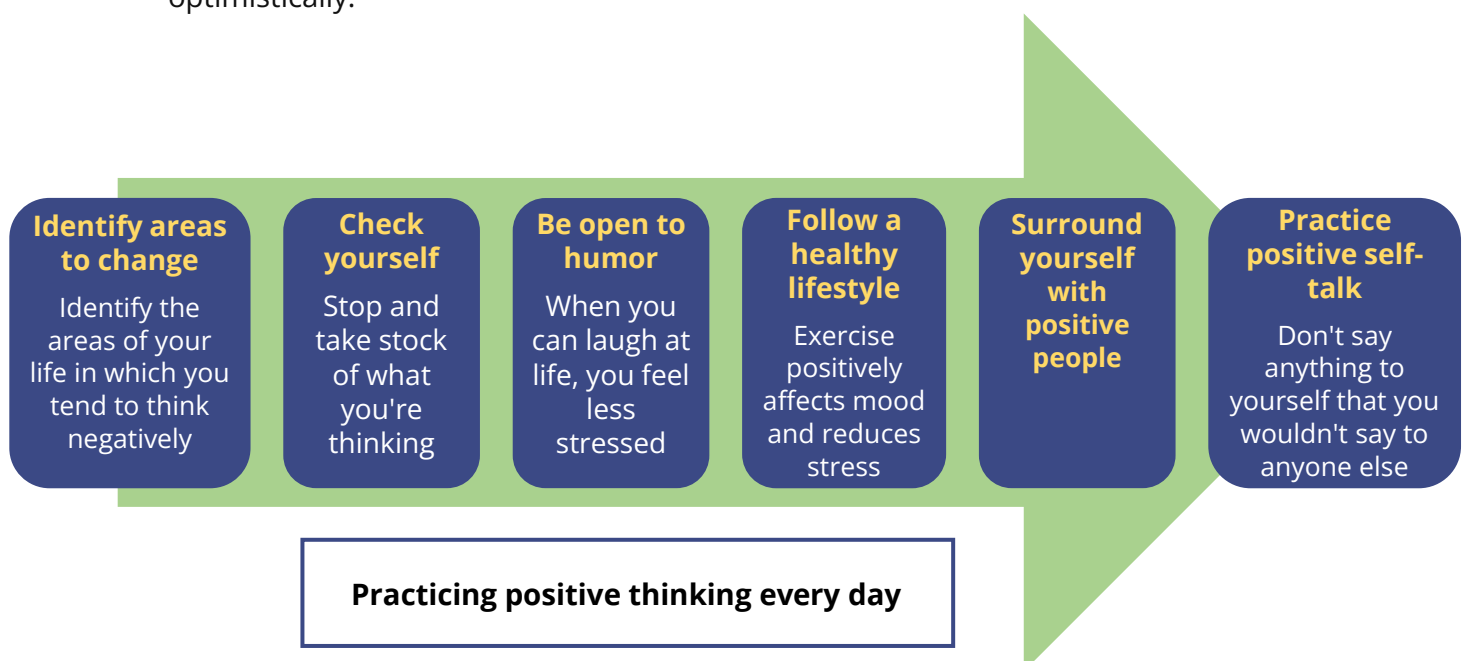 optimistically.
Identify areas
to change
Identify the
areas of your
life in which you
tend to think
negatively
Check
yourself
Stop and
take stock
of what
you're
thinking
Be open to
humor
When you
can laugh at
life, you feel
less
stressed
Follow a
healthy
lifestyle
Exercise
positively
affects mood
and reduces
stress
Surround
yourself
with
positive
people
Practice
positive self-
talk
Don't say
anything to
yourself that you
wouldn't say to
anyone else
Practicing positive thinking every day